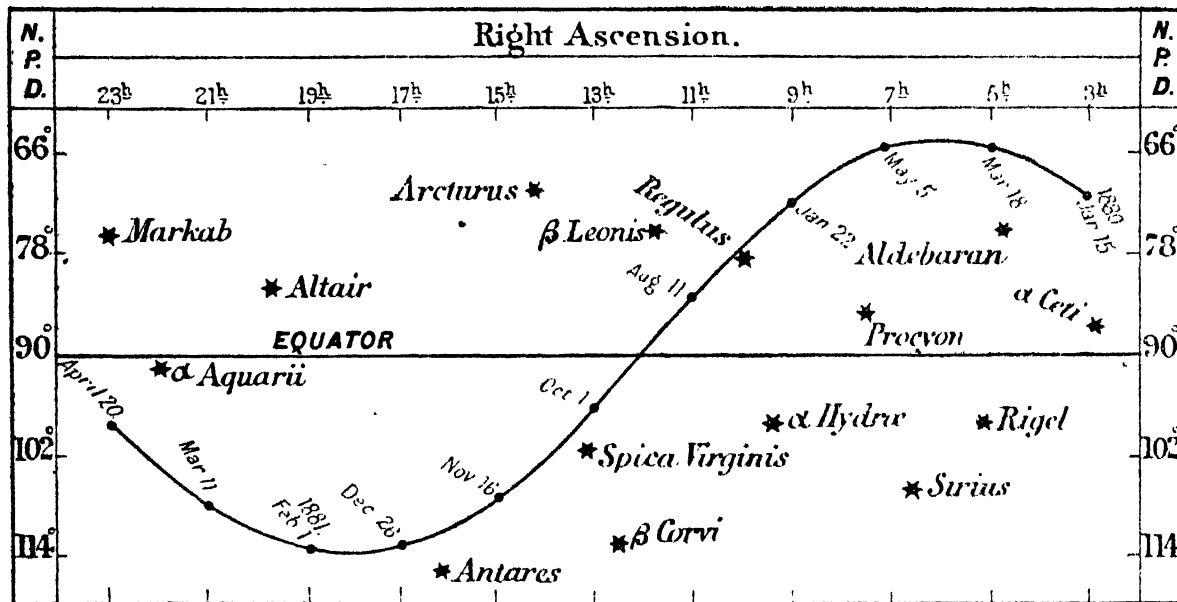 N. P. D.
Right Ascension.
N. P. D.
23h 21h 19h 17h 15h 13h 11h 9h 7h 5h 3h
66° 66°
May 5
Mar 18
1880
Jar 15
Arcturus
Regulus
Jan 22
Markab
β Leonis
78° 78°
Aldebaran
Aug 11
Altair
α Ceti
EQUATOR
Procyon
90° 90°
α Aquarii
April 20
Oct 1
α Hydræ
Rigel
102° 102°
Spica Virginis
Mar 11
Nov 16
Sirius
1881.
Feb 1
Dec 26
β Corvi
114° 114°
Antares